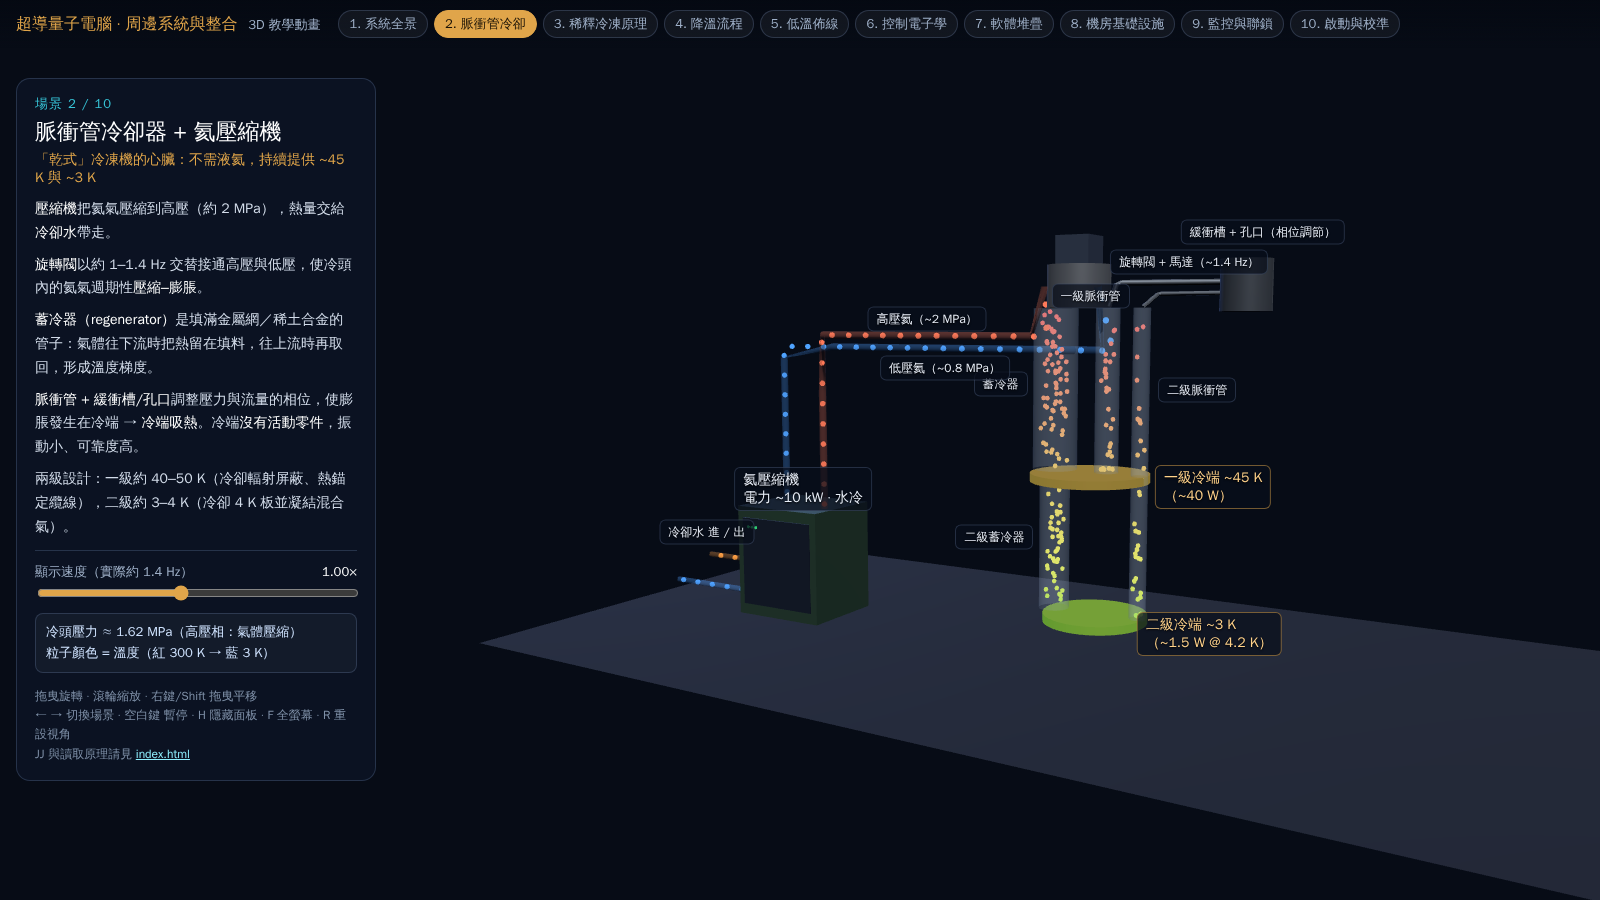 超導量子電腦 · 周邊系統與整合 3D 教學動畫 1. 系統全景 2. 脈衝管冷卻 3. 稀釋冷凍原理 4. 降溫流程 5. 低溫佈線 6. 控制電子學 7. 軟體堆疊 8. 機房基礎設施 9. 監控與聯鎖 10. 啟動與校準
場景 2 / 10
脈衝管冷卻器 + 氦壓縮機
「乾式」冷凍機的心臟：不需液氦，持續提供 ~45
K 與 ~3 K
壓縮機把氦氣壓縮到高壓（約 2 MPa），熱量交給
冷卻水帶走。
旋轉閥以約 1–1.4 Hz 交替接通高壓與低壓，使冷頭
內的氦氣週期性壓縮–膨脹。
蓄冷器（regenerator）是填滿金屬網／稀土合金的
管子：氣體往下流時把熱留在填料，往上流時再取
回，形成溫度梯度。
脈衝管 + 緩衝槽/孔口調整壓力與流量的相位，使膨
脹發生在冷端 → 冷端吸熱。冷端沒有活動零件，振
動小、可靠度高。
兩級設計：一級約 40–50 K（冷卻輻射屏蔽、熱錨
定纜線），二級約 3–4 K（冷卻 4 K 板並凝結混合
氣）。
顯示速度（實際約 1.4 Hz） 1.00×
冷頭壓力 ≈ 1.62 MPa（高壓相：氣體壓縮）
粒子顏色 = 溫度（紅 300 K → 藍 3 K）
拖曳旋轉 · 滾輪縮放 · 右鍵/Shift 拖曳平移
← → 切換場景 · 空白鍵 暫停 · H 隱藏面板 · F 全螢幕 · R 重
設視角
JJ 與讀取原理請見 index.html
緩衝槽 + 孔口（相位調節）
旋轉閥 + 馬達（~1.4 Hz）
一級脈衝管
高壓氦（~2 MPa）
低壓氦（~0.8 MPa）
蓄冷器
二級脈衝管
氦壓縮機
電力 ~10 kW · 水冷
一級冷端 ~45 K
（~40 W）
冷卻水 進 / 出
二級蓄冷器
二級冷端 ~3 K
（~1.5 W @ 4.2 K）